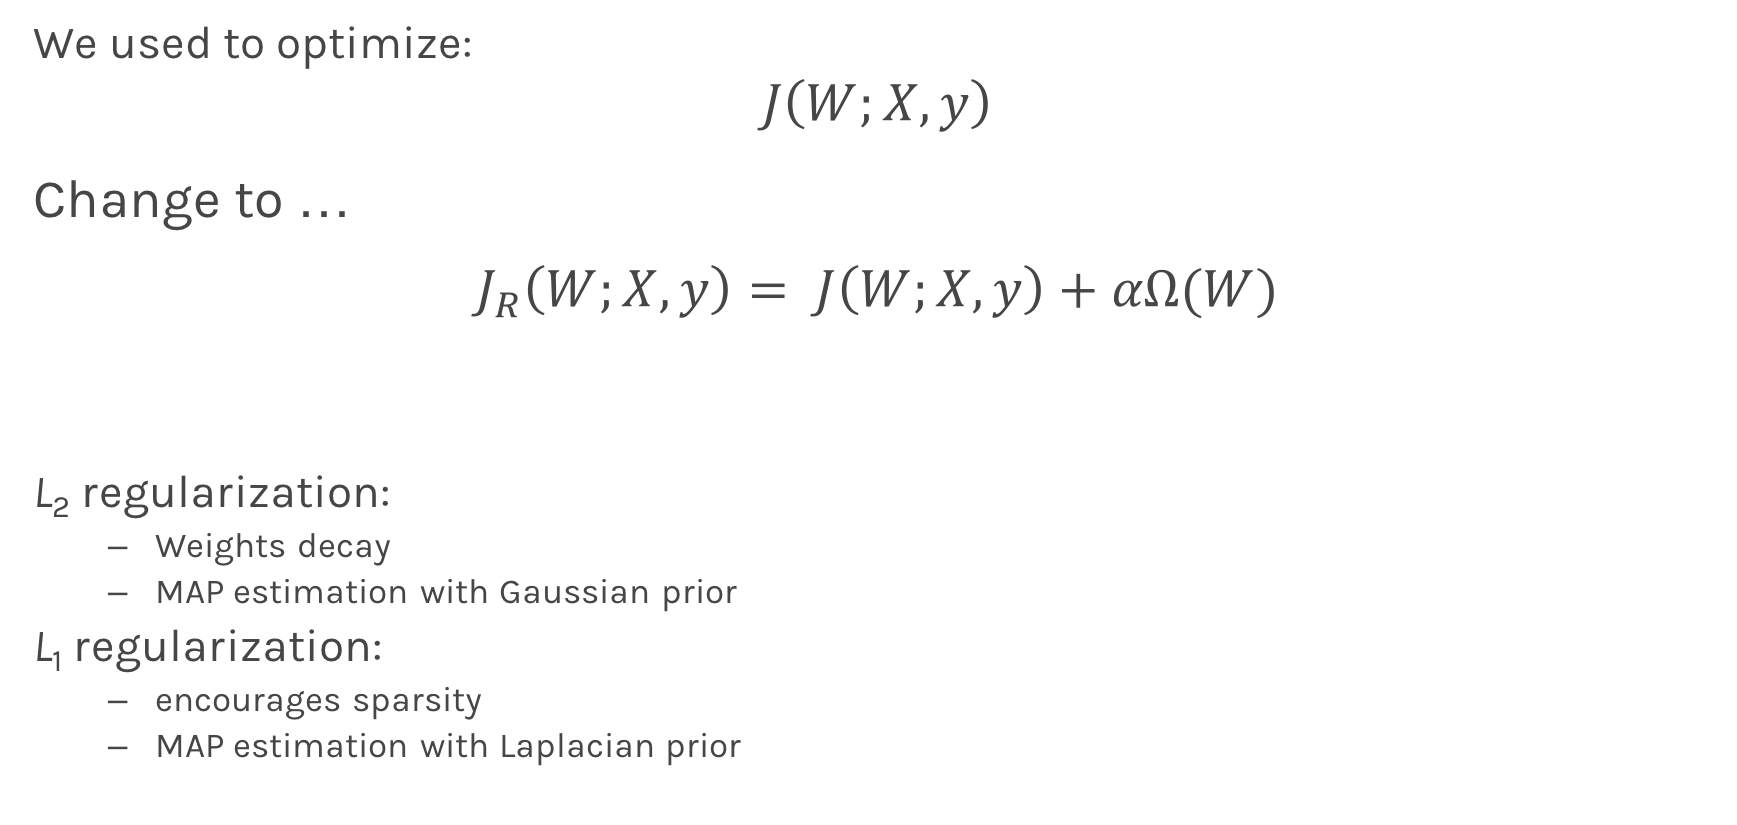 We used to optimize:
J(W; X, y)
Change to …
J_R(W; X, y) = J(W; X, y) + αΩ(W)
L₂ regularization:
– Weights decay
– MAP estimation with Gaussian prior
L₁ regularization:
– encourages sparsity
– MAP estimation with Laplacian prior